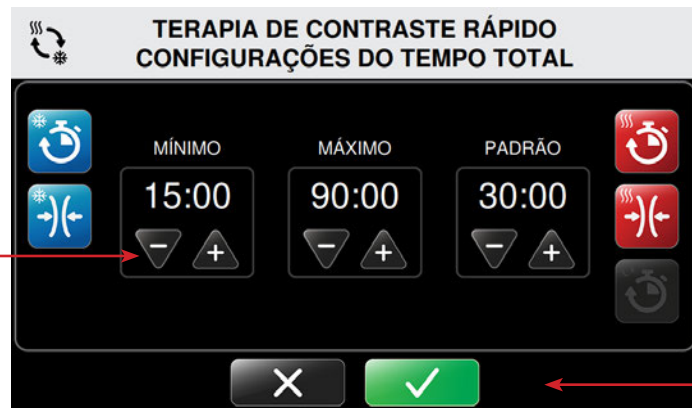 TERAPIA DE CONTRASTE RÁPIDO
CONFIGURAÇÕES DO TEMPO TOTAL
MÍNIMO MÁXIMO PADRÃO
15:00 90:00 30:00